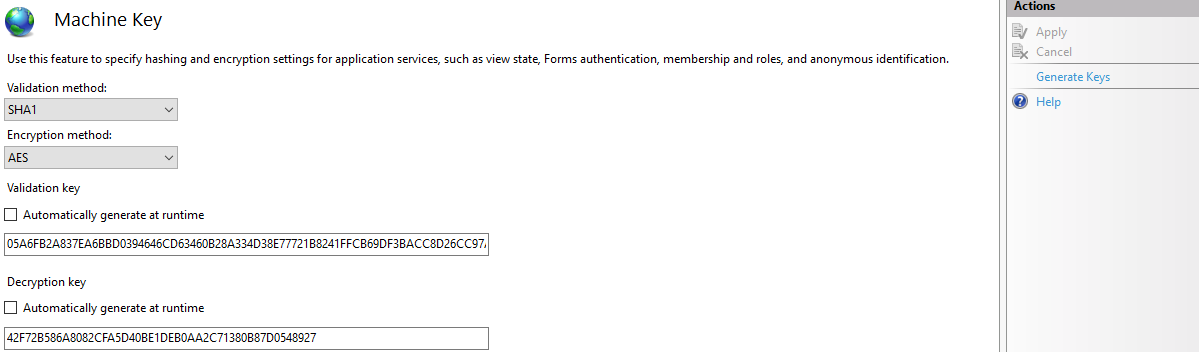 Machine Key
Use this feature to specify hashing and encryption settings for application services, such as view state, Forms authentication, membership and roles, and anonymous identification.
Validation method:
SHA1
Encryption method:
AES
Validation key
Automatically generate at runtime
05A6FB2A837EA6BBD0394646CD63460B28A334D38E77721B8241FFCB69DF3BACC8D26CC97A
Decryption key
Automatically generate at runtime
42F72B586A8082CFA5D40BE1DEB0AA2C71380B87D0548927
Actions
Apply
Cancel
Generate Keys
Help